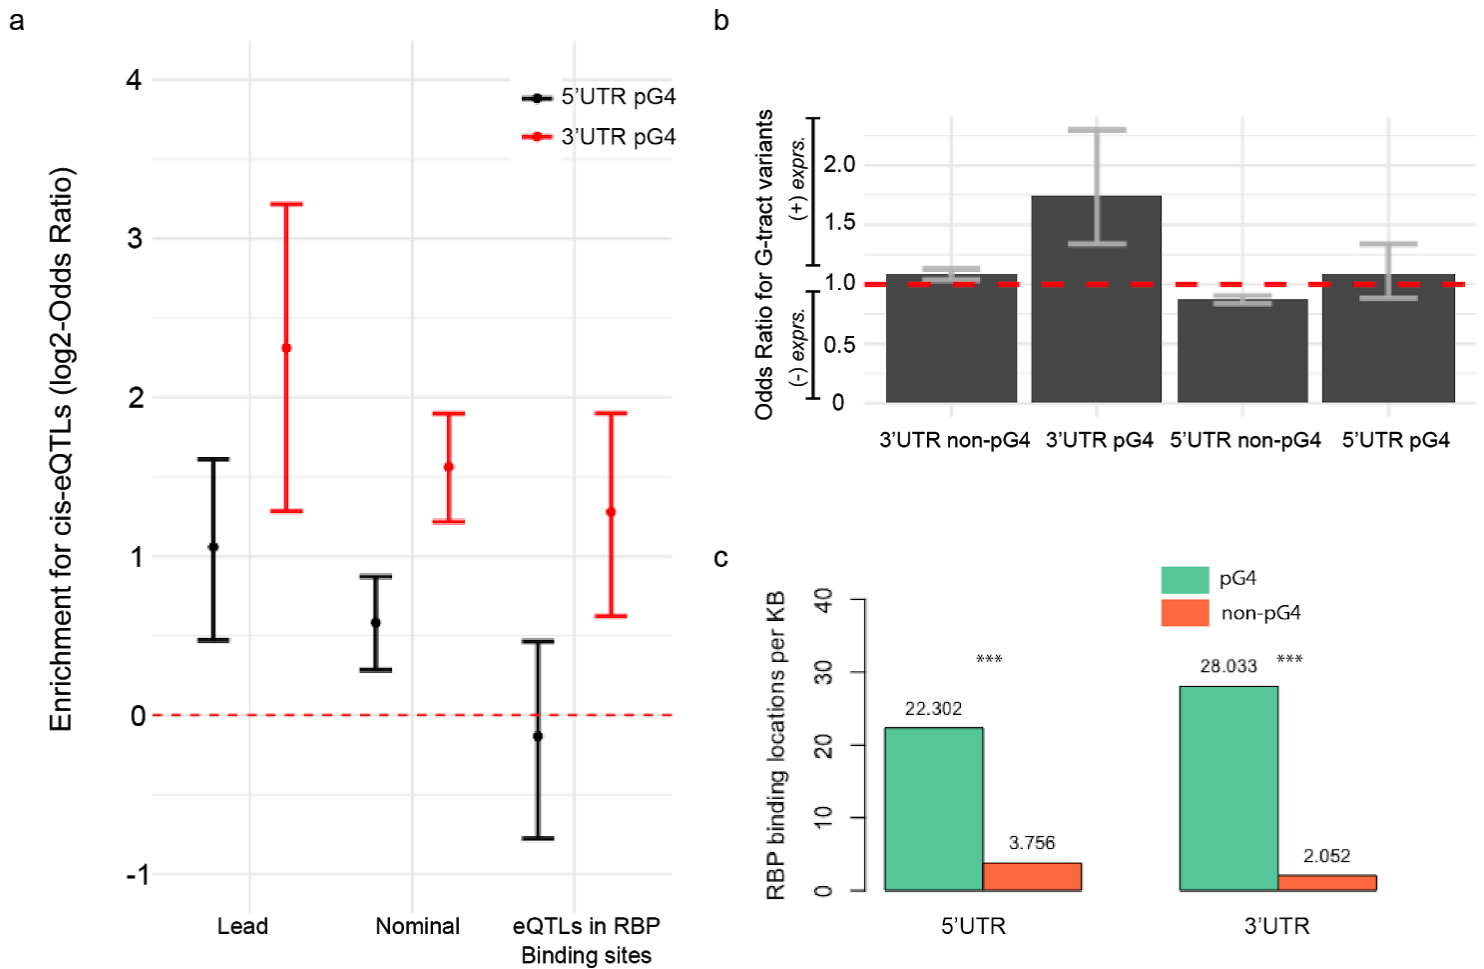 a
Enrichment for cis-eQTLs (log2-Odds Ratio)
4
3
2
1
0
-1
5'UTR pG4
3'UTR pG4
Lead
Nominal
eQTLs in RBP
Binding sites
b
Odds Ratio for G-tract variants
(-) exprs.
(+) exprs.
2.0
1.5
1.0
0.5
0
3'UTR non-pG4
3'UTR pG4
5'UTR non-pG4
5'UTR pG4
c
RBP binding locations per KB
40
30
20
10
0
pG4
non-pG4
***
***
22.302
3.756
28.033
2.052
5'UTR
3'UTR